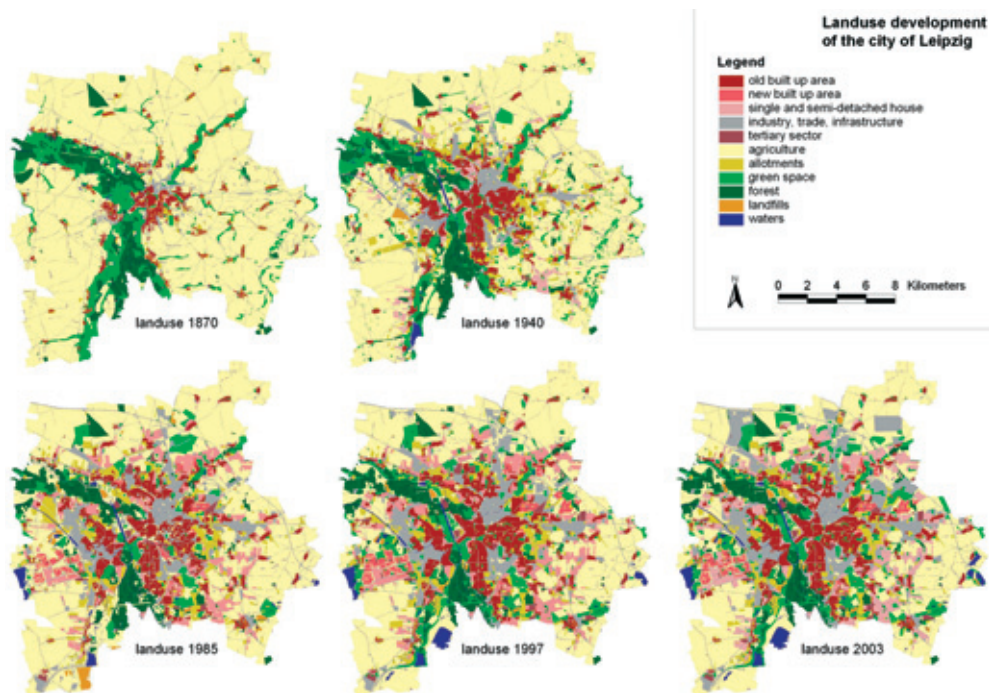 Landuse development
of the city of Leipzig
Legend
old built up area
new built up area
single and semi-detached house
industry, trade, infrastructure
tertiary sector
agriculture
allotments
green space
forest
landfills
waters
N
0 2 4 6 8 Kilometers
landuse 1870
landuse 1940
landuse 1985
landuse 1997
landuse 2003